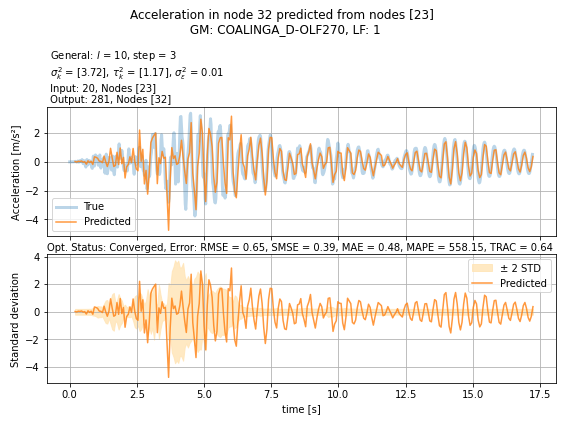 Acceleration in node 32 predicted from nodes [23]
GM: COALINGA_D-OLF270, LF: 1
General: l = 10, step = 3
σ²ₖ = [3.72], τ²ₖ = [1.17], σ²ε = 0.01
Input: 20, Nodes [23]
Output: 281, Nodes [32]
Acceleration [m/s²]
2
0
−2
−4
True
Predicted
Opt. Status: Converged, Error: RMSE = 0.65, SMSE = 0.39, MAE = 0.48, MAPE = 558.15, TRAC = 0.64
Standard deviation
4
2
0
−2
−4
± 2 STD
Predicted
0.0 2.5 5.0 7.5 10.0 12.5 15.0 17.5
time [s]